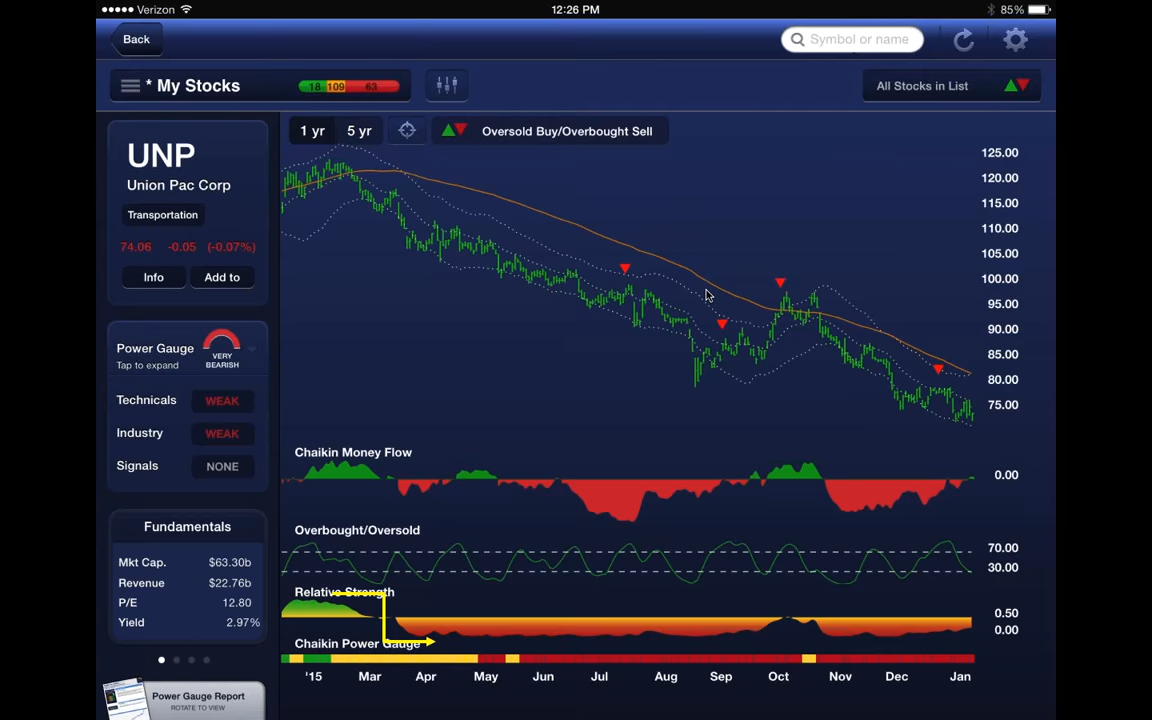 Verizon
12:26 PM
85%
Back
Symbol or name
* My Stocks
18 109 63
All Stocks in List
UNP
Union Pac Corp
Transportation
74.06 -0.05 (-0.07%)
Info
Add to
1 yr
5 yr
Oversold Buy/Overbought Sell
125.00
120.00
115.00
110.00
105.00
100.00
95.00
90.00
85.00
80.00
75.00
Power Gauge
Tap to expand
VERY
BEARISH
Technicals WEAK
Industry WEAK
Signals NONE
Chaikin Money Flow
0.00
Overbought/Oversold
70.00
30.00
Relative Strength
0.50
0.00
Chaikin Power Gauge
'15 Mar Apr May Jun Jul Aug Sep Oct Nov Dec Jan
Fundamentals
Mkt Cap. $63.30b
Revenue $22.76b
P/E 12.80
Yield 2.97%
Power Gauge Report
ROTATE TO VIEW